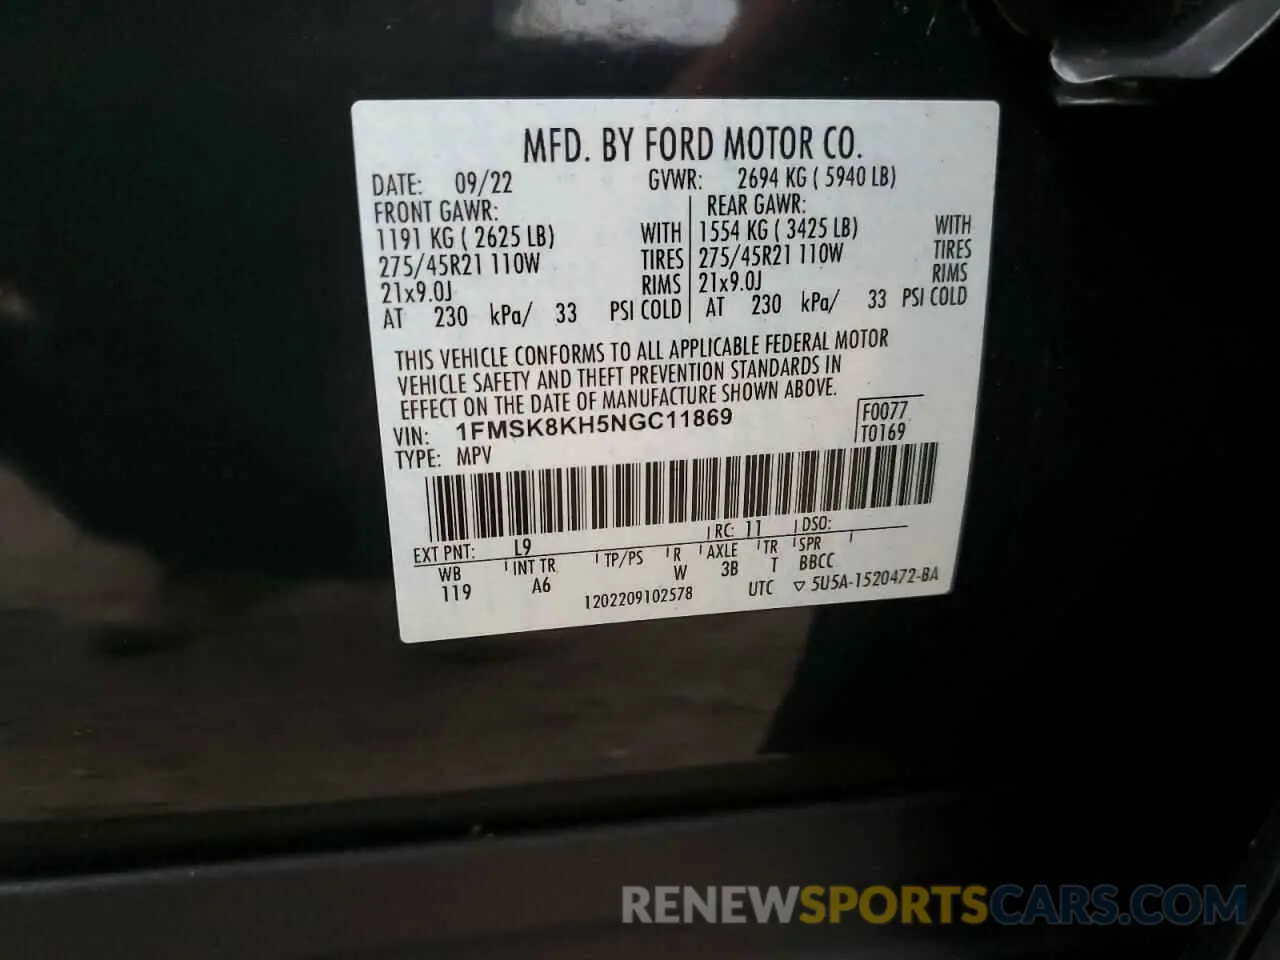 MFD. BY FORD MOTOR CO.
DATE: 09/22 GVWR: 2694 KG ( 5940 LB)
FRONT GAWR: REAR GAWR:
1191 KG ( 2625 LB) WITH 1554 KG ( 3425 LB) WITH
275/45R21 110W TIRES 275/45R21 110W TIRES
21x9.0J RIMS 21x9.0J RIMS
AT 230 kPa/ 33 PSI COLD AT 230 kPa/ 33 PSI COLD
THIS VEHICLE CONFORMS TO ALL APPLICABLE FEDERAL MOTOR
VEHICLE SAFETY AND THEFT PREVENTION STANDARDS IN
EFFECT ON THE DATE OF MANUFACTURE SHOWN ABOVE.
VIN: 1FMSK8KH5NGC11869 F0077
TYPE: MPV T0169
RC: 11 DSO:
EXT PNT: L9
WB INT TR TP/PS R AXLE TR SPR
119 A6 W 3B T BBCC
1202209102578 UTC ▽ 5U5A-1520472-BA
RENEWSPORTSCARS.COM